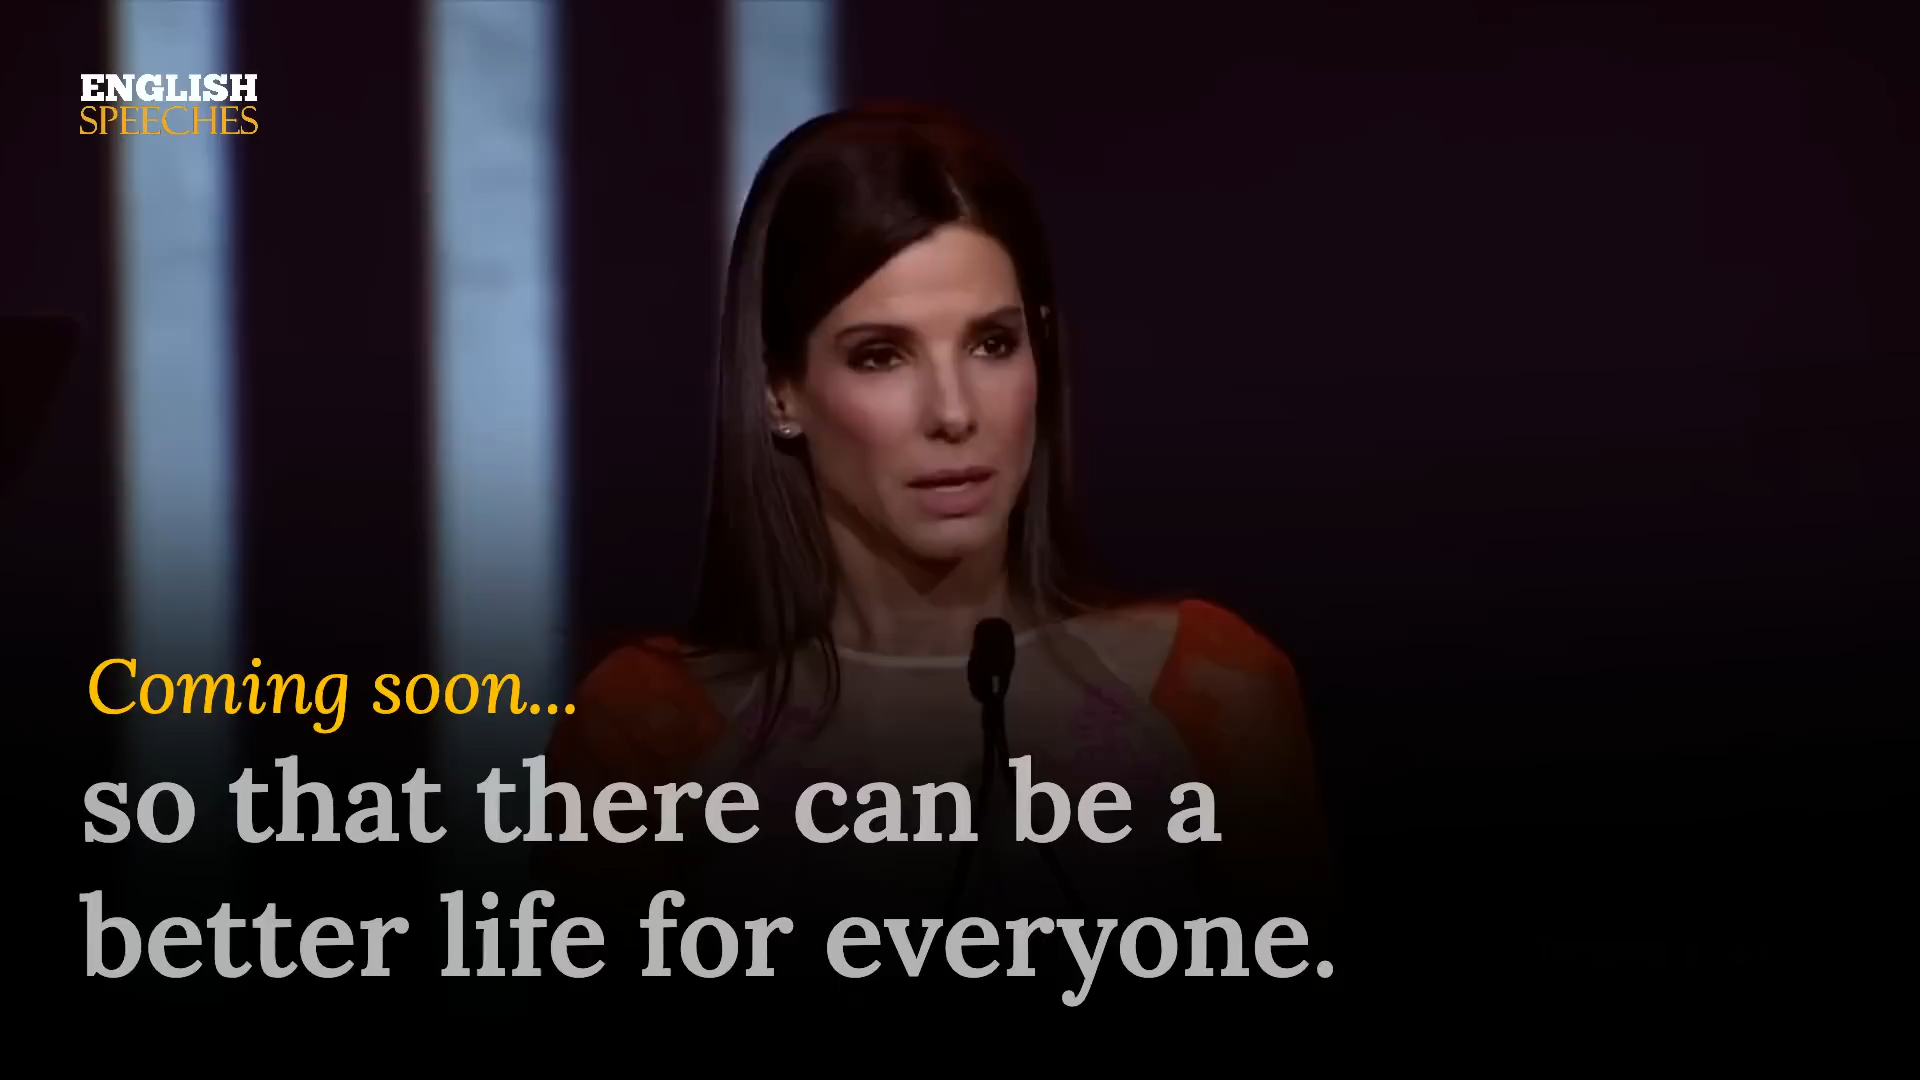 ENGLISH
SPEECHES
Coming soon...
so that there can be a
better life for everyone.